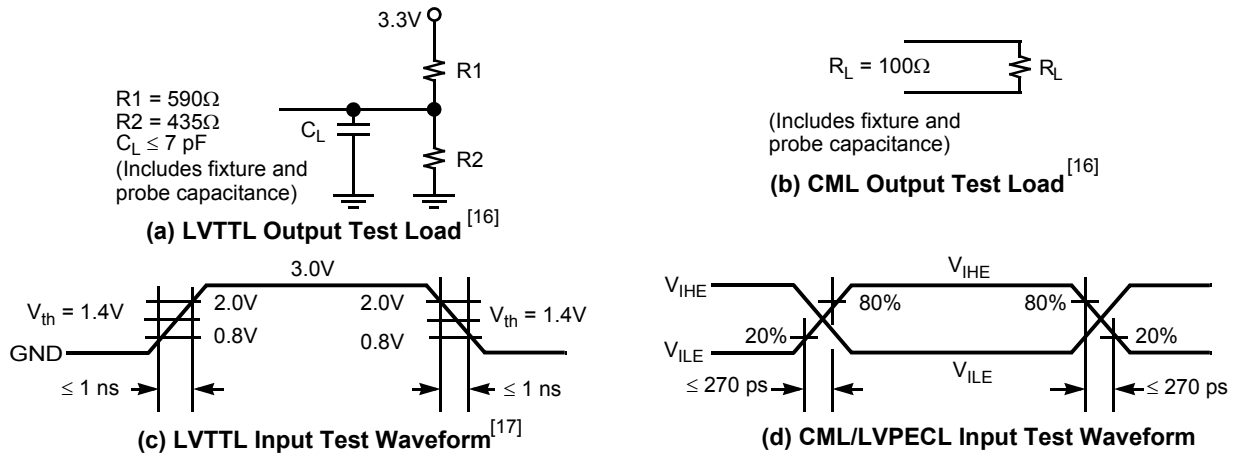 3.3V
R1
R1 = 590Ω
R2 = 435Ω
C_L ≤ 7 pF
(Includes fixture and
probe capacitance)
C_L
R2
(a) LVTTL Output Test Load [16]
R_L = 100Ω
R_L
(Includes fixture and
probe capacitance)
(b) CML Output Test Load [16]
3.0V
V_th = 1.4V
2.0V
0.8V
2.0V
0.8V
V_th = 1.4V
GND
≤ 1 ns
≤ 1 ns
(c) LVTTL Input Test Waveform [17]
V_IHE
V_IHE
80%
80%
20%
20%
V_ILE
V_ILE
≤ 270 ps
≤ 270 ps
(d) CML/LVPECL Input Test Waveform